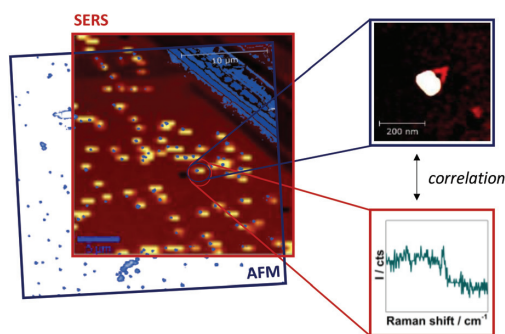 SERS
10 μm
200 nm
correlation
AFM
I / cts
Raman shift / cm⁻¹